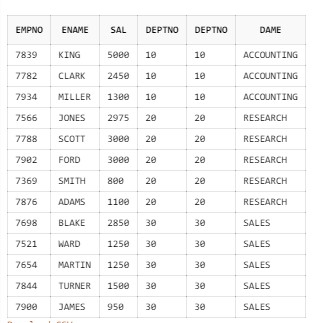 EMPNO ENAME SAL DEPTNO DEPTNO DAME
7839 KING 5000 10 10 ACCOUNTING
7782 CLARK 2450 10 10 ACCOUNTING
7934 MILLER 1300 10 10 ACCOUNTING
7566 JONES 2975 20 20 RESEARCH
7788 SCOTT 3000 20 20 RESEARCH
7902 FORD 3000 20 20 RESEARCH
7369 SMITH 800 20 20 RESEARCH
7876 ADAMS 1100 20 20 RESEARCH
7698 BLAKE 2850 30 30 SALES
7521 WARD 1250 30 30 SALES
7654 MARTIN 1250 30 30 SALES
7844 TURNER 1500 30 30 SALES
7900 JAMES 950 30 30 SALES